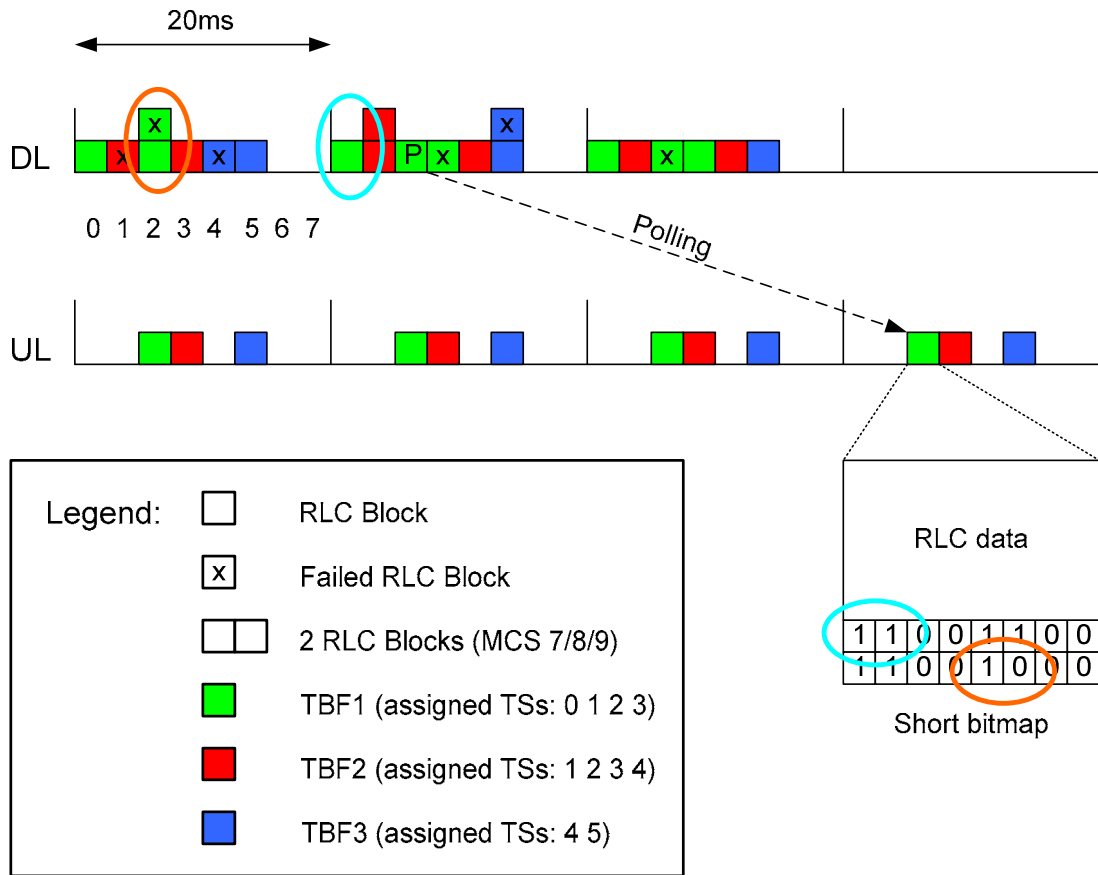 20ms
x
x x
x
P x
x
DL
0 1 2 3 4 5 6 7
Polling
UL
Legend:
RLC Block
x Failed RLC Block
2 RLC Blocks (MCS 7/8/9)
TBF1 (assigned TSs: 0 1 2 3)
TBF2 (assigned TSs: 1 2 3 4)
TBF3 (assigned TSs: 4 5)
RLC data
1 1 0 0 1 1 0 0
1 1 0 0 1 0 0 0
Short bitmap